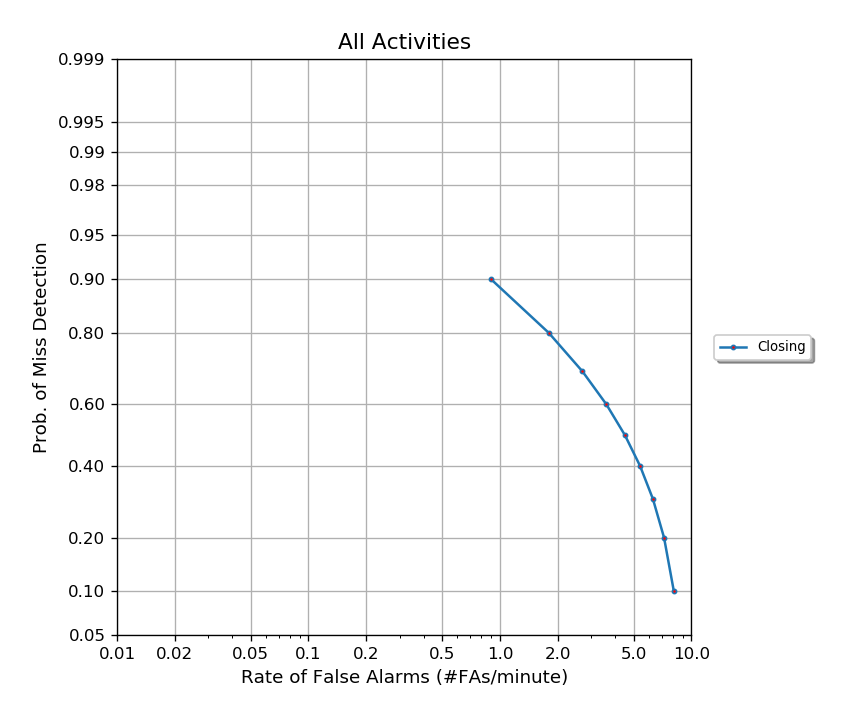 All Activities
0.999
0.995
0.99
0.98
0.95
0.90
0.80
0.60
0.40
0.20
0.10
0.05
Prob. of Miss Detection
Closing
0.01 0.02 0.05 0.1 0.2 0.5 1.0 2.0 5.0 10.0
Rate of False Alarms (#FAs/minute)